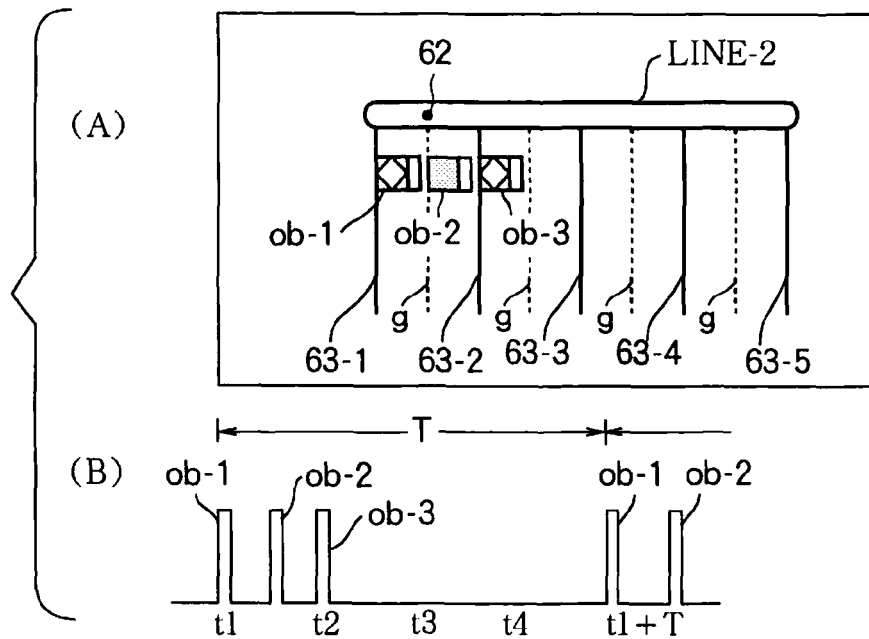 62 LINE-2
(A)
ob-1 ob-2 ob-3
g g g g
63-1 63-2 63-3 63-4 63-5
T
(B) ob-1 ob-2 ob-3 ob-1 ob-2
t1 t2 t3 t4 t1+T